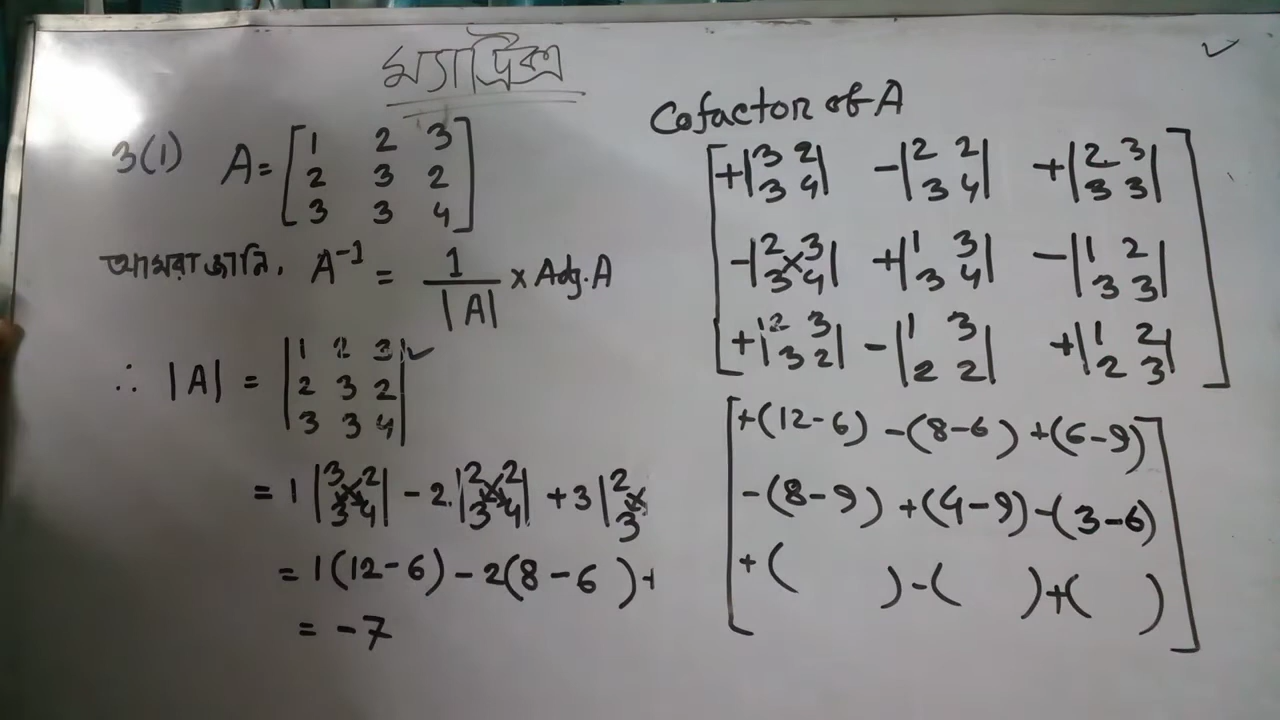 ম্যাট্রিক্স
3(1) A = [1 2 3
2 3 2
3 3 4]
আমরা জানি, A⁻¹ = 1/|A| × Adj. A
∴ |A| = |1 2 3| ✓
|2 3 2|
|3 3 4|
= 1 |3 2 3 4| - 2 |2 2 3 4| + 3 |2 3
= 1(12-6) - 2(8-6) +
= -7
✓
Cofactor of A
[+|3 2 3 4| -|2 2 3 4| +|2 3 3 3|
-|2 3 3 4| +|1 3 3 4| -|1 2 3 3|
+|2 3 3 2| -|1 3 2 2| +|1 2 2 3|]
[+(12-6) -(8-6) +(6-9)
-(8-9) +(4-9) -(3-6)
+( ) -( ) +( )]